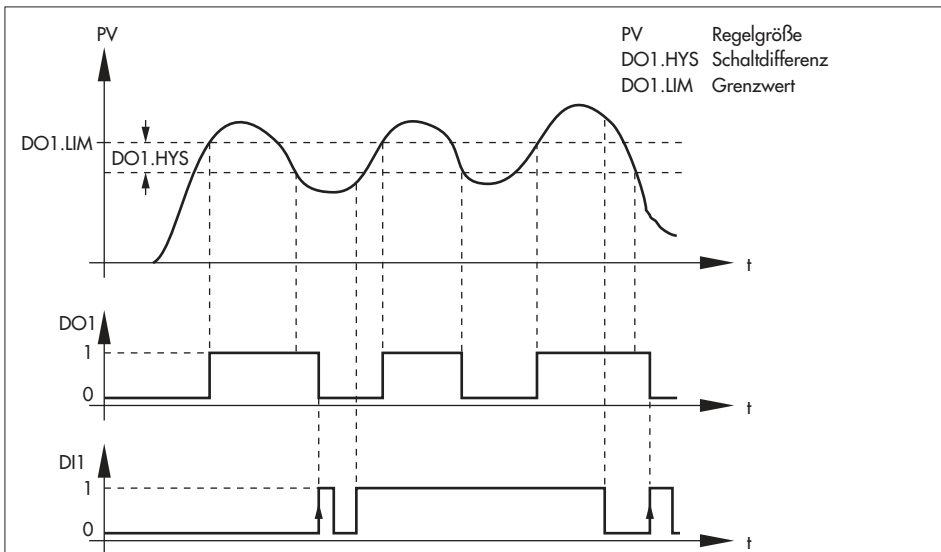 PV
PV Regelgröße
DO1.HYS Schaltdifferenz
DO1.LIM Grenzwert
DO1.LIM
DO1.HYS
t
DO1
1
0
t
DI1
1
0
t